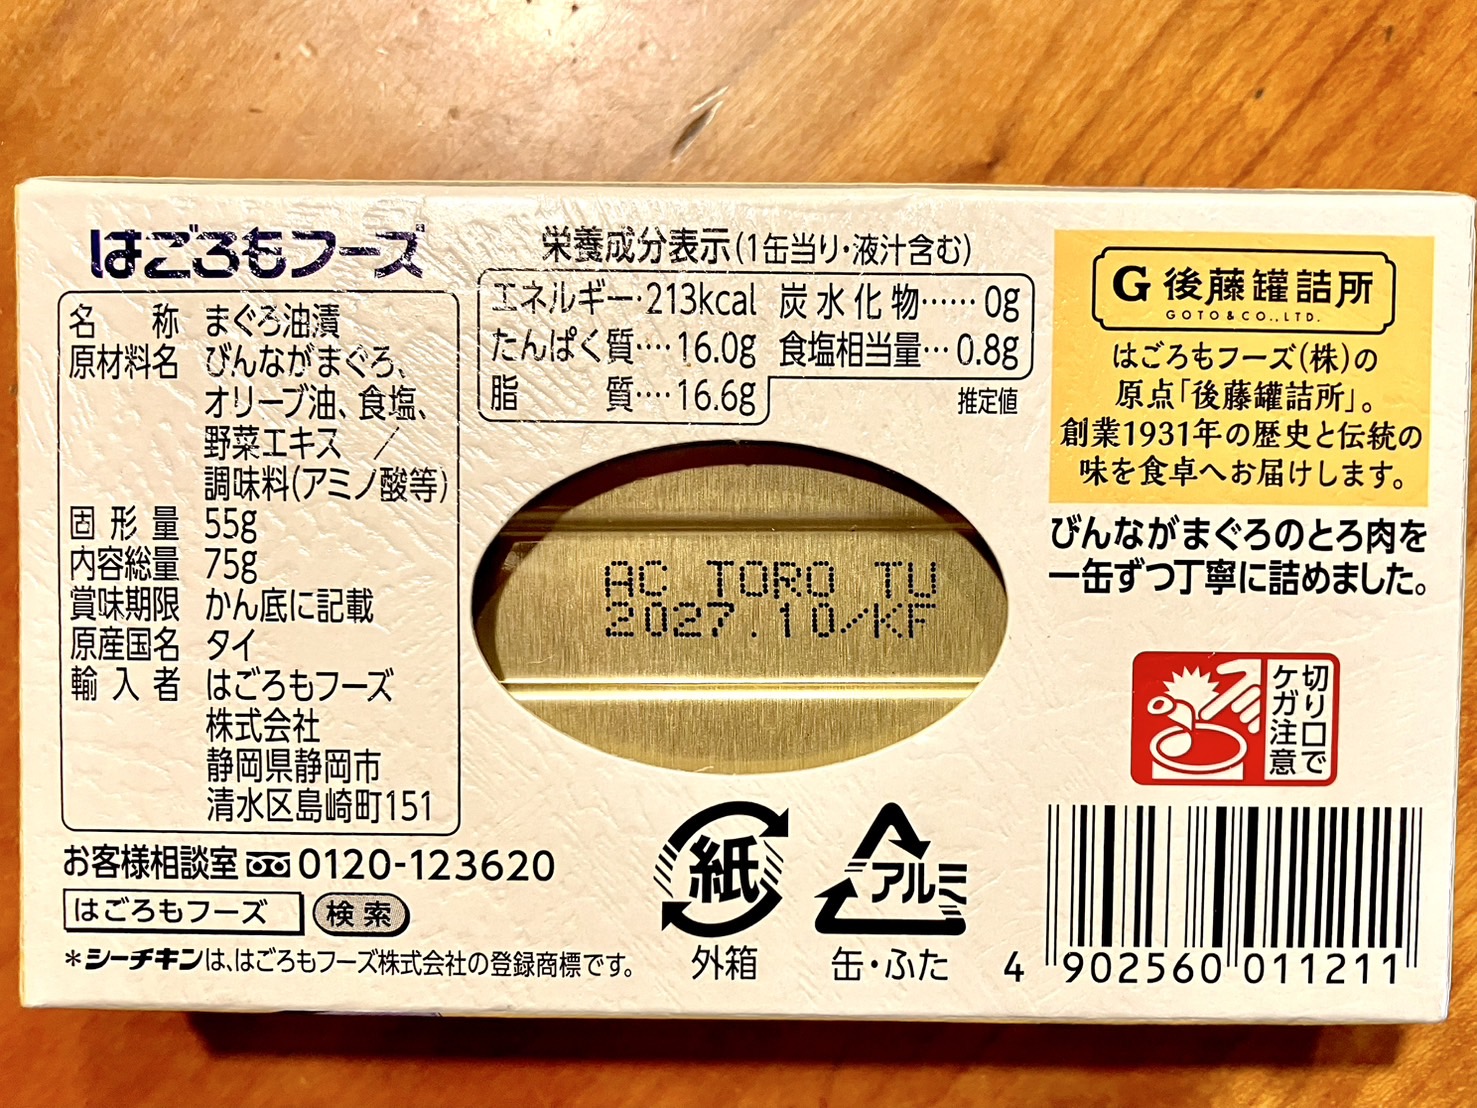 はごろもフーズ
名称 まぐろ油漬
原材料名 びんながまぐろ、
オリーブ油、食塩、
野菜エキス ／
調味料(アミノ酸等)
固形量 55g
内容総量 75g
賞味期限 かん底に記載
原産国名 タイ
輸入者 はごろもフーズ
株式会社
静岡県静岡市
清水区島崎町151
お客様相談室 0120-123620
はごろもフーズ 検索
＊シーチキンは、はごろもフーズ株式会社の登録商標です。
栄養成分表示(1缶当り・液汁含む)
エネルギー・213kcal 炭水化物……0g
たんぱく質‥‥16.0g 食塩相当量…0.8g
脂質‥‥16.6g
推定値
AC TORO TU
2027.10/KF
紙
外箱
アルミ
缶・ふた
G 後藤罐詰所
GOTO&CO.,LTD.
はごろもフーズ(株)の
原点「後藤罐詰所」。
創業1931年の歴史と伝統の
味を食卓へお届けします。
びんながまぐろのとろ肉を
一缶ずつ丁寧に詰めました。
切り口で
ケガ注意
4 902560 011211